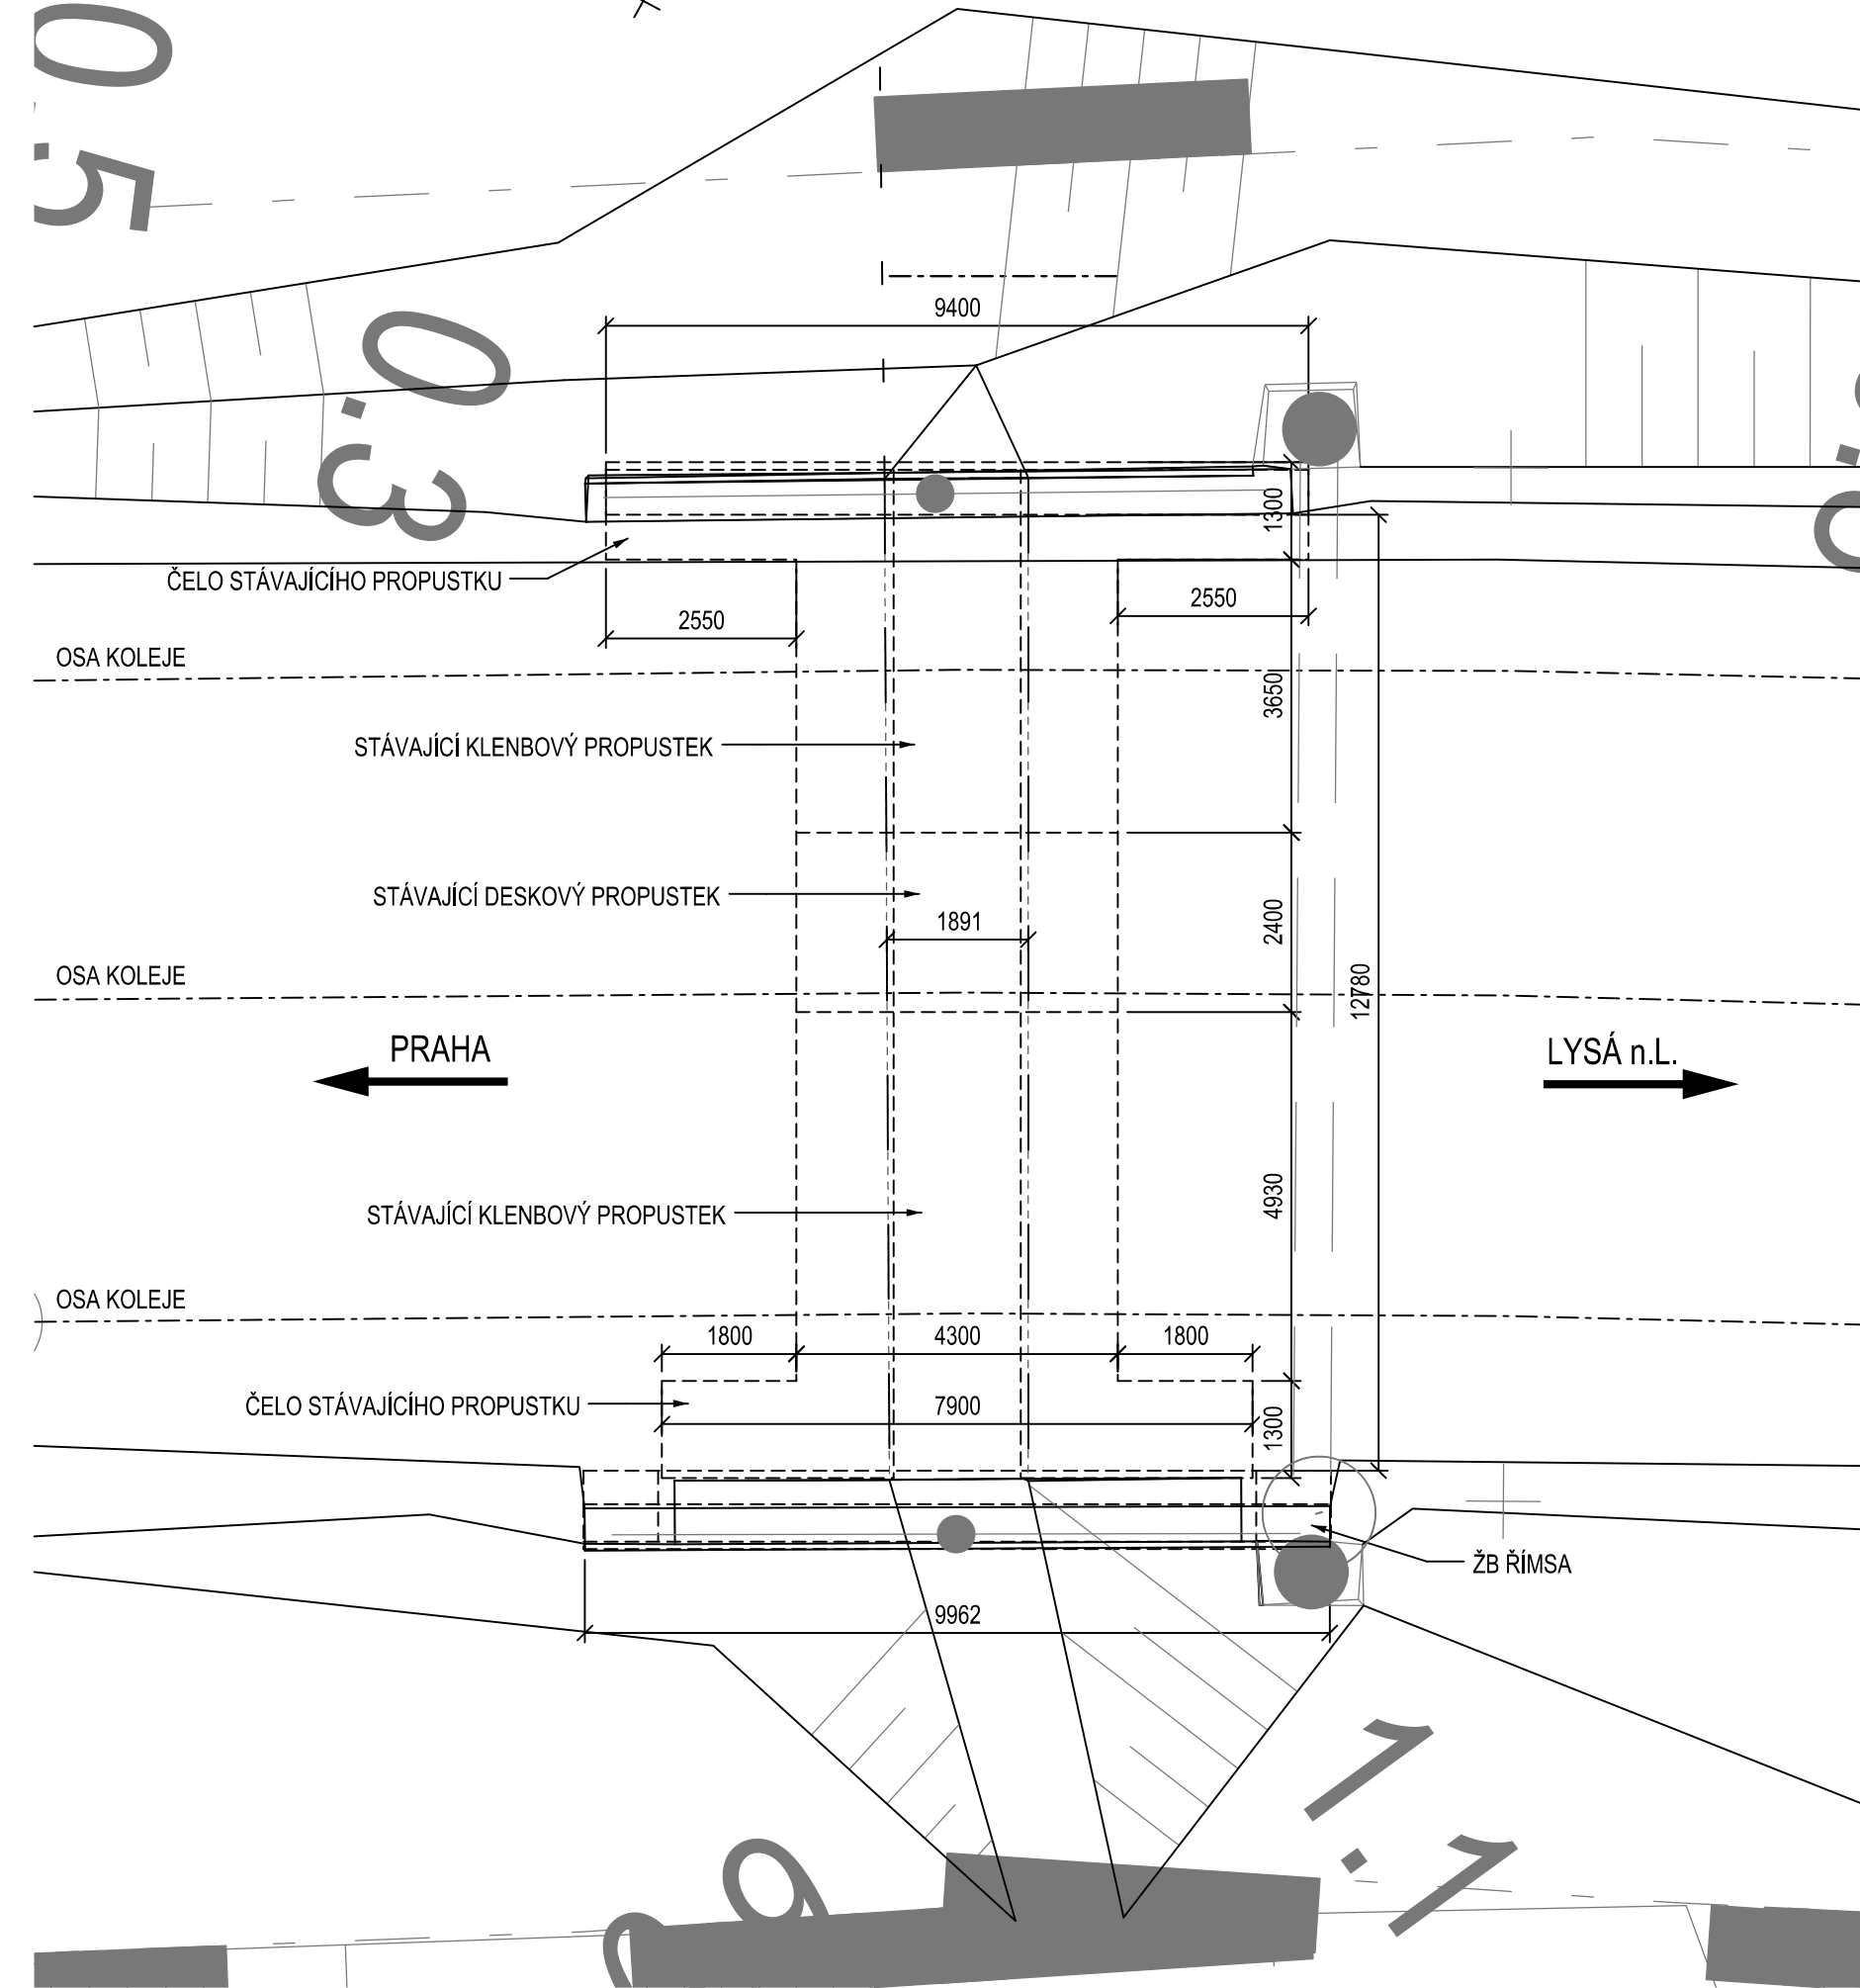 0.5
0.3
9400
1300
ČELO STÁVAJÍCÍHO PROPUSTKU
2550
2550
OSA KOLEJE
3650
STÁVAJÍCÍ KLENBOVÝ PROPUSTEK
STÁVAJÍCÍ DESKOVÝ PROPUSTEK
1891
2400
OSA KOLEJE
12780
PRAHA
LYSÁ n.L.
4930
STÁVAJÍCÍ KLENBOVÝ PROPUSTEK
OSA KOLEJE
1800
4300
1800
ČELO STÁVAJÍCÍHO PROPUSTKU
7900
1300
ŽB ŘÍMSA
9962
1.1